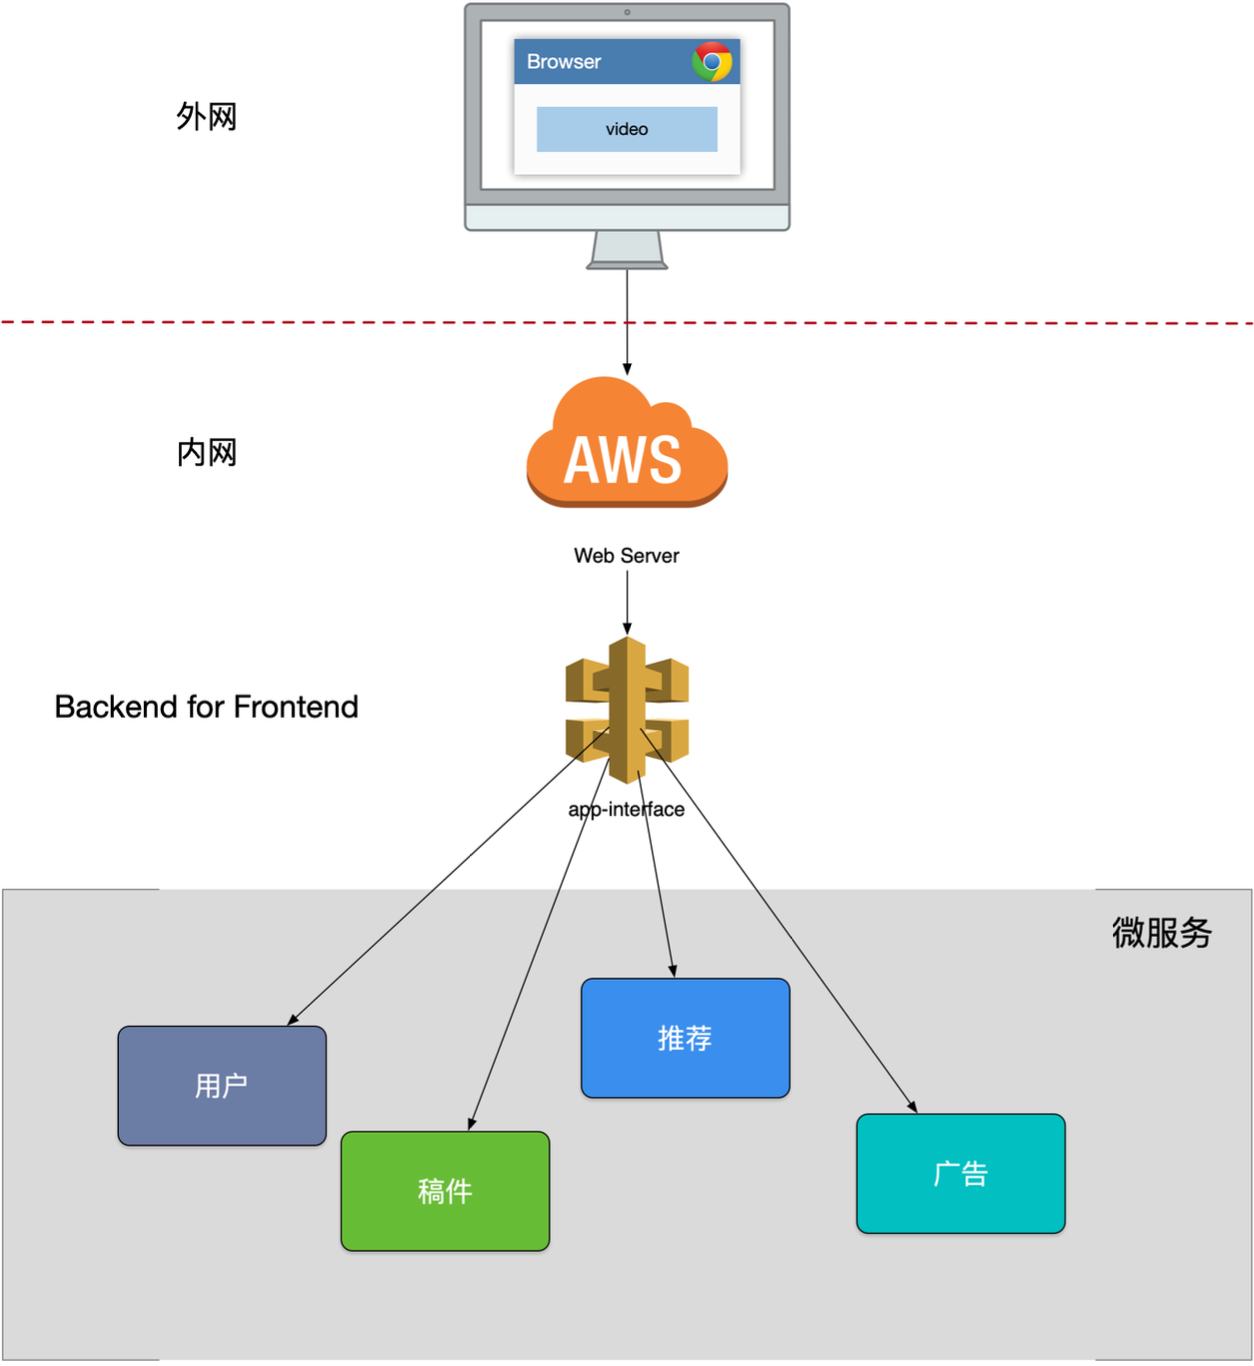 Browser
video
外网
内网
AWS
Web Server
Backend for Frontend
app-interface
微服务
推荐
用户
广告
稿件